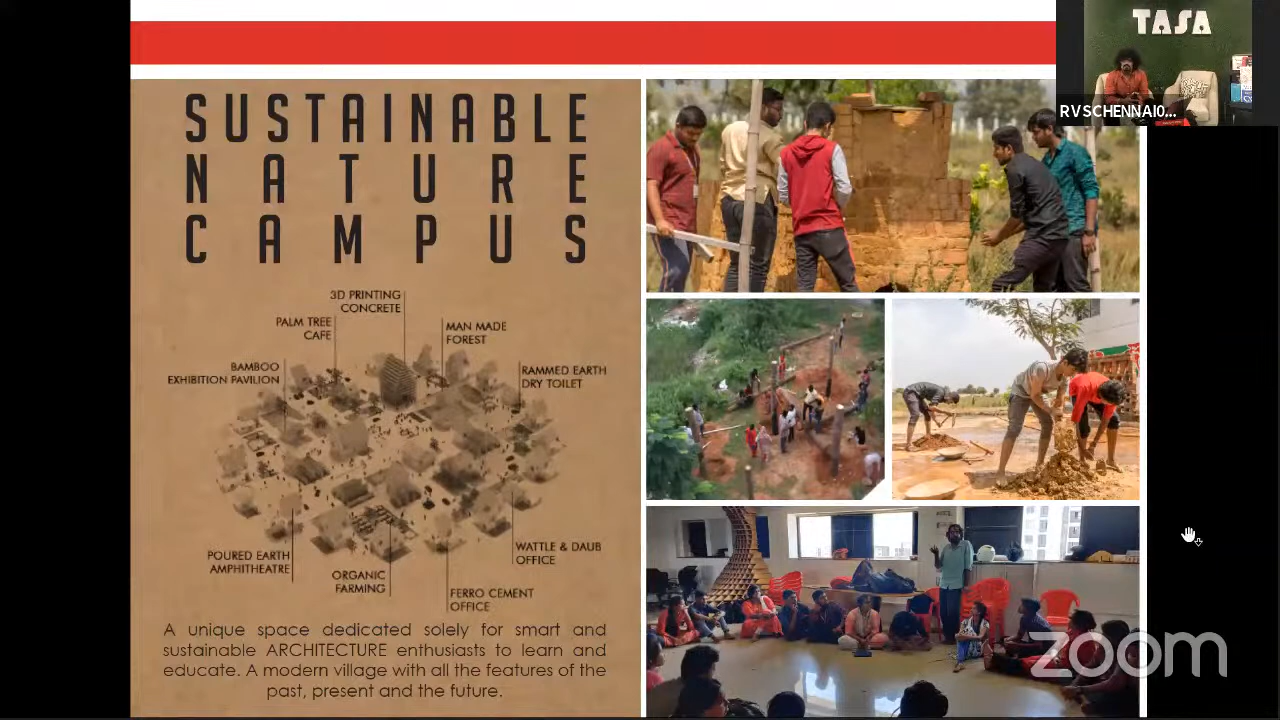 SUSTAINABLE
NATURE
CAMPUS
3D PRINTING
CONCRETE
PALM TREE
CAFE
MAN MADE
FOREST
BAMBOO
EXHIBITION PAVILION
RAMMED EARTH
DRY TOILET
POURED EARTH
AMPHITHEATRE
ORGANIC
FARMING
WATTLE & DAUB
OFFICE
FERRO CEMENT
OFFICE
A unique space dedicated solely for smart and
sustainable ARCHITECTURE enthusiasts to learn and
educate. A modern village with all the features of the
past, present and the future.
TASA
RVSCHENNAI0...
zoom